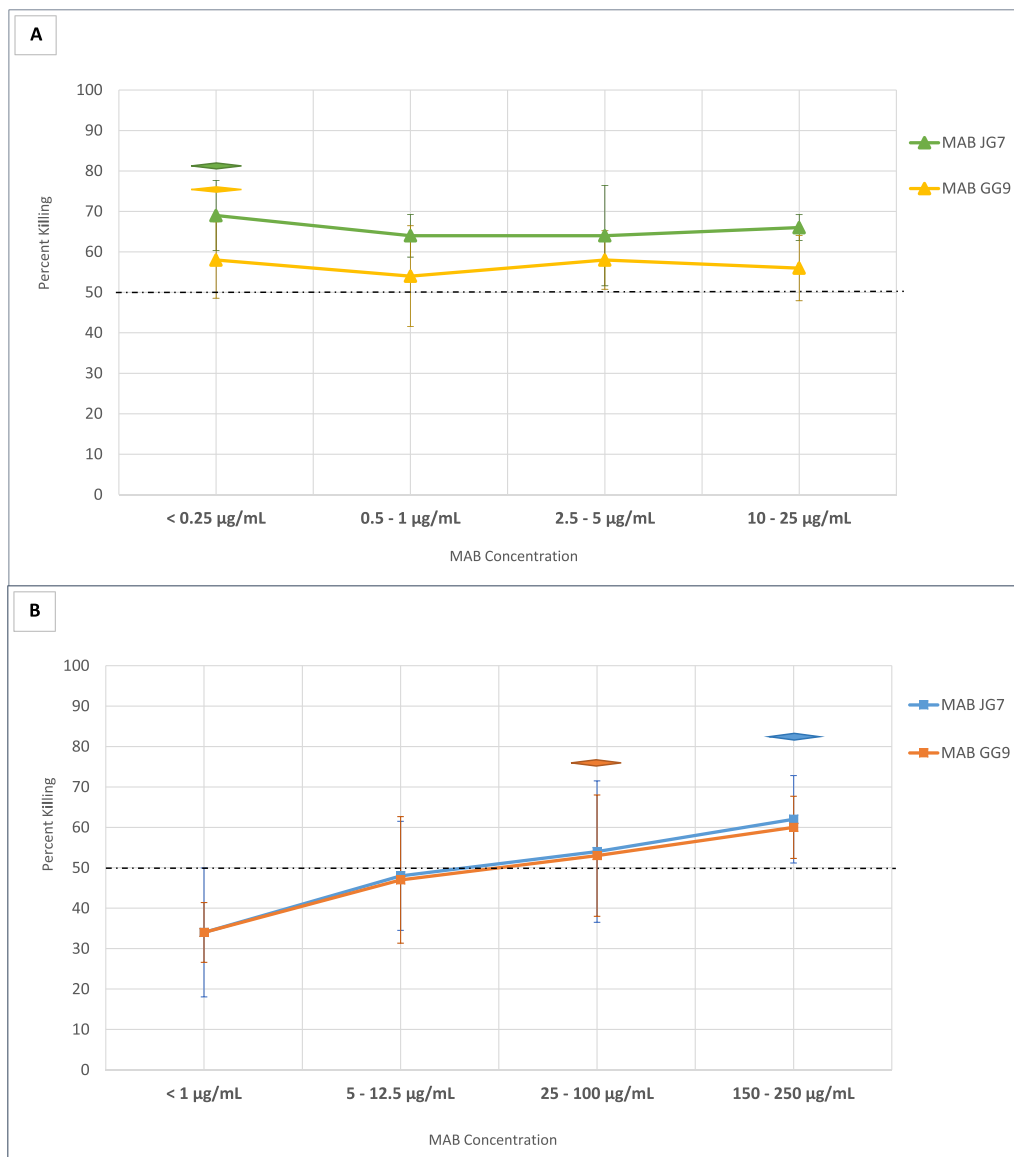 A
100
90
80
70
60
50
40
30
20
10
0
Percent Killing
MAB JG7
MAB GG9
< 0.25 µg/mL 0.5 - 1 µg/mL 2.5 - 5 µg/mL 10 - 25 µg/mL
MAB Concentration
B
100
90
80
70
60
50
40
30
20
10
0
Percent Killing
MAB JG7
MAB GG9
< 1 µg/mL 5 - 12.5 µg/mL 25 - 100 µg/mL 150 - 250 µg/mL
MAB Concentration